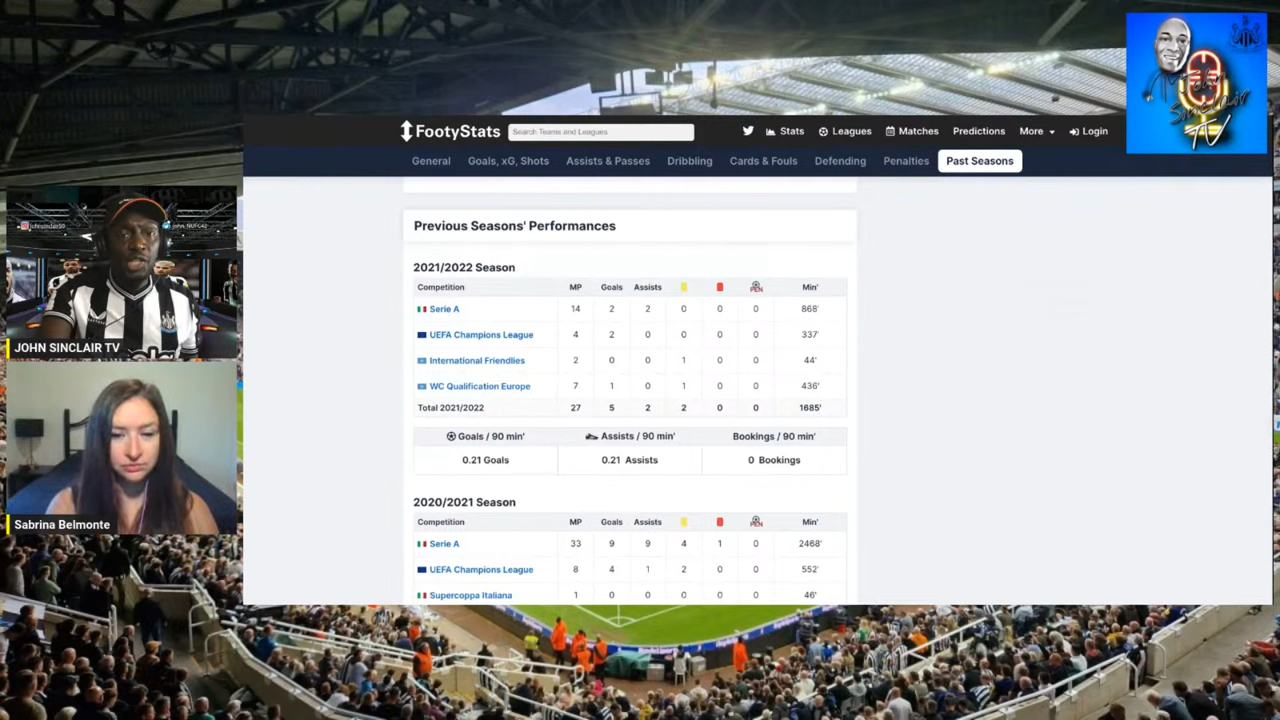 FootyStats
Search Teams and Leagues
Stats
Leagues
Matches
Predictions
More
Login
General
Goals, xG, Shots
Assists & Passes
Dribbling
Cards & Fouls
Defending
Penalties
Past Seasons
John Sinclair TV
JOHN SINCLAIR TV
Sabrina Belmonte
Previous Seasons' Performances
2021/2022 Season
Competition MP Goals Assists PEN Min'
Serie A 14 2 2 0 0 0 868'
UEFA Champions League 4 2 0 0 0 0 337'
International Friendlies 2 0 0 1 0 0 44'
WC Qualification Europe 7 1 0 1 0 0 436'
Total 2021/2022 27 5 2 2 0 0 1685'
Goals / 90 min' Assists / 90 min' Bookings / 90 min'
0.21 Goals 0.21 Assists 0 Bookings
2020/2021 Season
Competition MP Goals Assists PEN Min'
Serie A 33 9 9 4 1 0 2468'
UEFA Champions League 8 4 1 2 0 0 552'
Supercoppa Italiana 1 0 0 0 0 0 46'